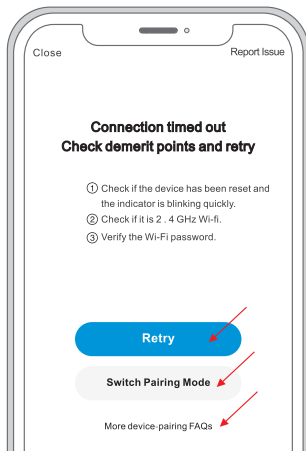 Close Report Issue
Connection timed out
Check demerit points and retry
① Check if the device has been reset and
the indicator is blinking quickly.
② Check if it is 2 . 4 GHz Wi-fi.
③ Verify the Wi-Fi password.
Retry
Switch Pairing Mode
More device-pairing FAQs